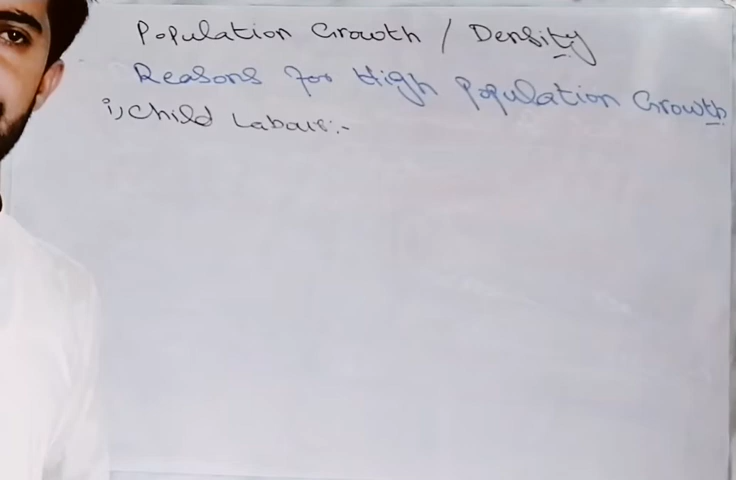 Population Growth / Density
Reasons for High Population Growth
i, Child Labour:-